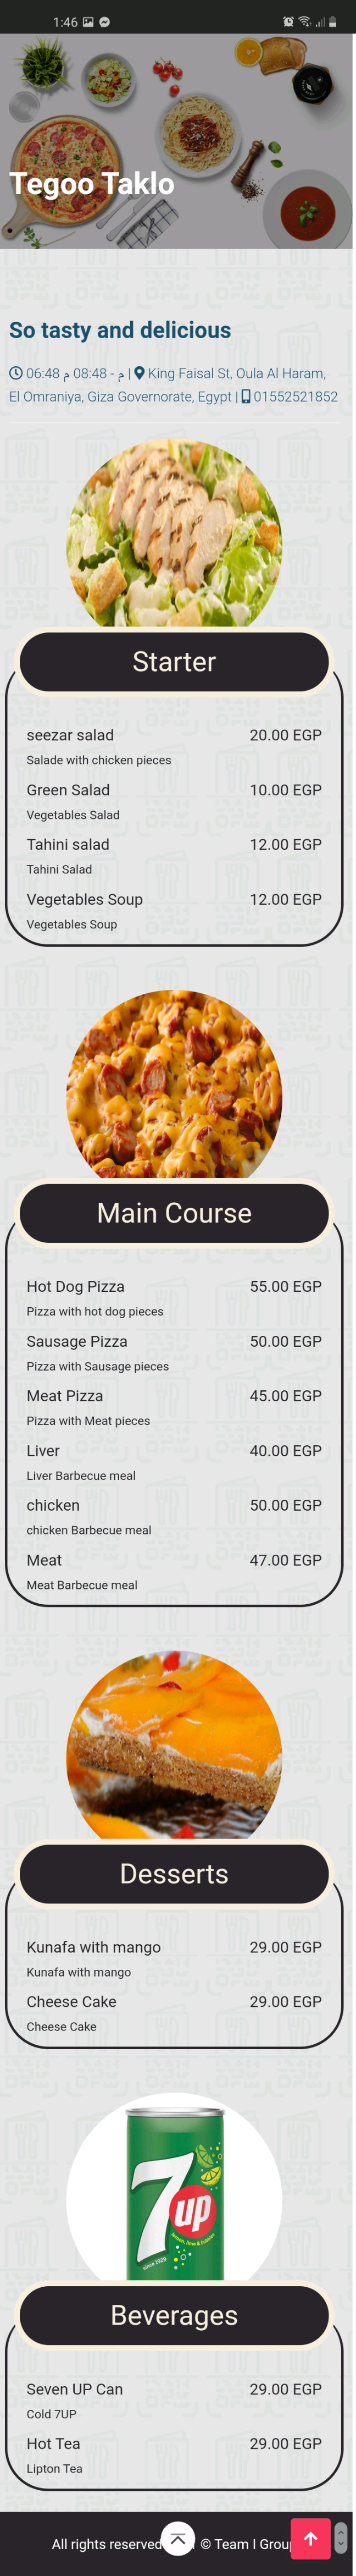 1:46
Tegoo Taklo
So tasty and delicious
06:48 م - 08:48 م | King Faisal St, Oula Al Haram,
El Omraniya, Giza Governorate, Egypt | 01552521852
Starter
seezar salad 20.00 EGP
Salade with chicken pieces
Green Salad 10.00 EGP
Vegetables Salad
Tahini salad 12.00 EGP
Tahini Salad
Vegetables Soup 12.00 EGP
Vegetables Soup
Main Course
Hot Dog Pizza 55.00 EGP
Pizza with hot dog pieces
Sausage Pizza 50.00 EGP
Pizza with Sausage pieces
Meat Pizza 45.00 EGP
Pizza with Meat pieces
Liver 40.00 EGP
Liver Barbecue meal
chicken 50.00 EGP
chicken Barbecue meal
Meat 47.00 EGP
Meat Barbecue meal
Desserts
Kunafa with mango 29.00 EGP
Kunafa with mango
Cheese Cake 29.00 EGP
Cheese Cake
7up
lemon, lime & bubbles
since 1929
Beverages
Seven UP Can 29.00 EGP
Cold 7UP
Hot Tea 29.00 EGP
Lipton Tea
All rights reserved © Team I